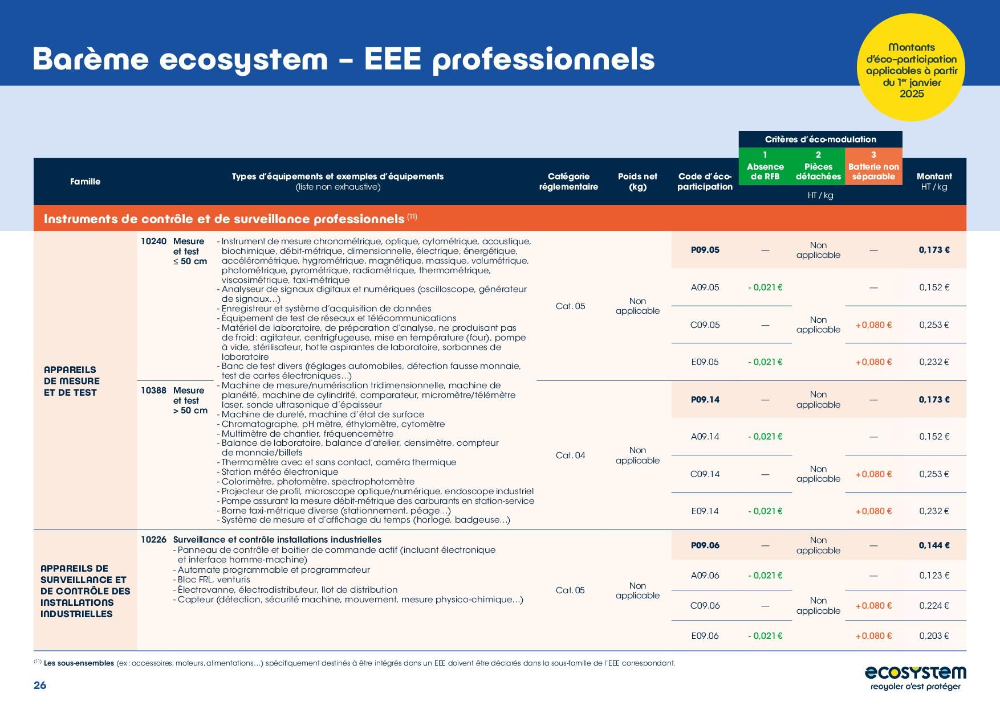 Barème ecosystem – EEE professionnels
Montants
d'éco-participation
applicables à partir
du 1er janvier
2025
Critères d'éco-modulation
Famille
Types d'équipements et exemples d'équipements
(liste non exhaustive)
Catégorie
réglementaire
Poids net
(kg)
Code d'éco-
participation
1
Absence
de RFB
2
Pièces
détachées
3
Batterie non
séparable
HT / kg
Montant
HT / kg
Instruments de contrôle et de surveillance professionnels (11)
APPAREILS
DE MESURE
ET DE TEST
10240 Mesure
et test
≤ 50 cm
10388 Mesure
et test
> 50 cm
- Instrument de mesure chronométrique, optique, cytométrique, acoustique,
biochimique, débit-métrique, dimensionnelle, électrique, énergétique,
accélérométrique, hygrométrique, magnétique, massique, volumétrique,
photométrique, pyrométrique, radiométrique, thermométrique,
viscosimétrique, taxi-métrique
- Analyseur de signaux digitaux et numériques (oscilloscope, générateur
de signaux…)
- Enregistreur et système d'acquisition de données
- Équipement de test de réseaux et télécommunications
- Matériel de laboratoire, de préparation d'analyse, ne produisant pas
de froid : agitateur, centrigfugeuse, mise en température (four), pompe
à vide, stérilisateur, hotte aspirantes de laboratoire, sorbonnes de
laboratoire
- Banc de test divers (réglages automobiles, détection fausse monnaie,
test de cartes électroniques…)
- Machine de mesure/numérisation tridimensionnelle, machine de
planéité, machine de cylindrité, comparateur, micromètre/télémètre
laser, sonde ultrasonique d'épaisseur
- Machine de dureté, machine d'état de surface
- Chromatographe, pH mètre, éthylomètre, cytomètre
- Multimètre de chantier, fréquencemètre
- Balance de laboratoire, balance d'atelier, densimètre, compteur
de monnaie/billets
- Thermomètre avec et sans contact, caméra thermique
- Station météo électronique
- Colorimètre, photomètre, spectrophotomètre
- Projecteur de profil, microscope optique/numérique, endoscope industriel
- Pompe assurant la mesure débit-métrique des carburants en station-service
- Borne taxi-métrique diverse (stationnement, péage…)
- Système de mesure et d'affichage du temps (horloge, badgeuse…)
Cat. 05
Non
applicable
P09.05 — Non applicable — 0,173 €
A09.05 - 0,021 € — 0,152 €
C09.05 — Non applicable + 0,080 € 0,253 €
E09.05 - 0,021 € + 0,080 € 0,232 €
Cat. 04
Non
applicable
P09.14 — Non applicable — 0,173 €
A09.14 - 0,021 € — 0,152 €
C09.14 — Non applicable + 0,080 € 0,253 €
E09.14 - 0,021 € + 0,080 € 0,232 €
APPAREILS DE
SURVEILLANCE ET
DE CONTRÔLE DES
INSTALLATIONS
INDUSTRIELLES
10226 Surveillance et contrôle installations industrielles
- Panneau de contrôle et boitier de commande actif (incluant électronique
et interface homme-machine)
- Automate programmable et programmateur
- Bloc FRL, venturis
- Électrovanne, électrodistributeur, Ilot de distribution
- Capteur (détection, sécurité machine, mouvement, mesure physico-chimique…)
Cat. 05
Non
applicable
P09.06 — Non applicable — 0,144 €
A09.06 - 0,021 € — 0,123 €
C09.06 — Non applicable + 0,080 € 0,224 €
E09.06 - 0,021 € + 0,080 € 0,203 €
(11) Les sous-ensembles (ex : accessoires, moteurs, alimentations…) spécifiquement destinés à être intégrés dans un EEE doivent être déclarés dans la sous-famille de l'EEE correspondant.
26
ecosystem
recycler c'est protéger